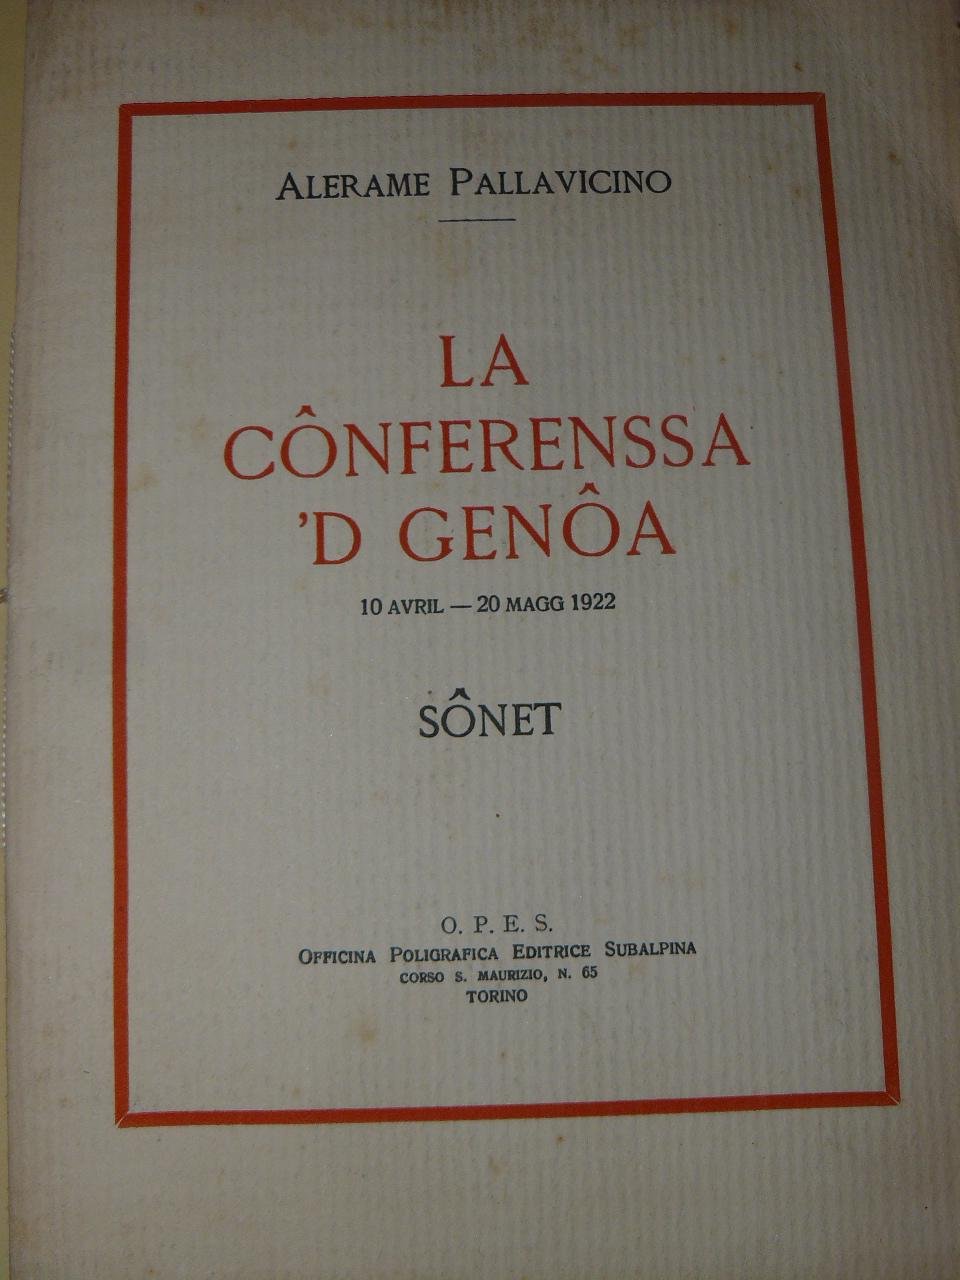 ALERAME PALLAVICINO
LA
CÔNFERENSSA
'D GENÔA
10 AVRIL — 20 MAGG 1922
SÔNET
O. P. E. S.
OFFICINA POLIGRAFICA EDITRICE SUBALPINA
CORSO S. MAURIZIO, N. 65
TORINO